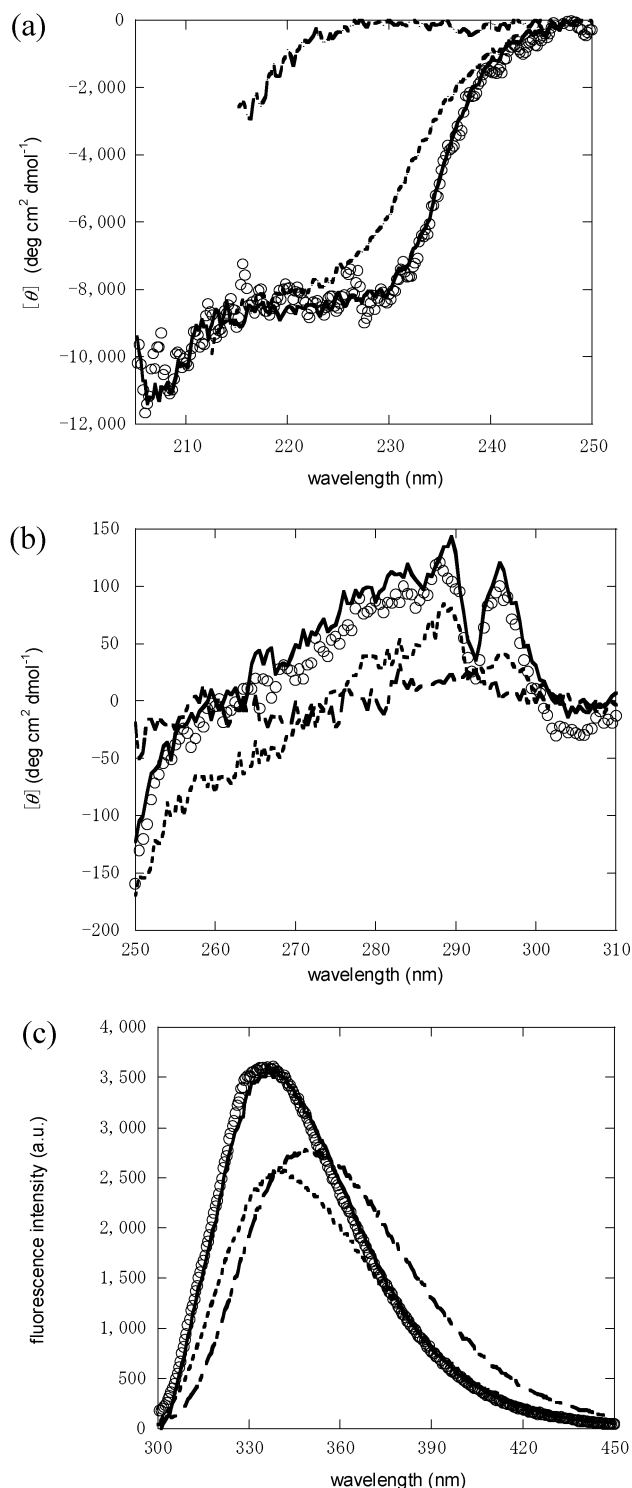 (a)
0
-2,000
-4,000
-6,000
-8,000
-10,000
-12,000
[θ] (deg cm² dmol⁻¹)
210 220 230 240 250
wavelength (nm)
(b)
150
100
50
0
-50
-100
-150
-200
[θ] (deg cm² dmol⁻¹)
250 260 270 280 290 300 310
wavelength (nm)
(c)
4,000
3,500
3,000
2,500
2,000
1,500
1,000
500
0
fluorescence intensity (a.u.)
300 330 360 390 420 450
wavelength (nm)